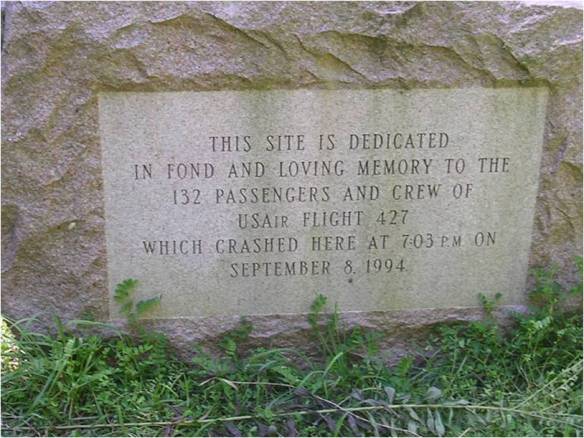 THIS SITE IS DEDICATED
IN FOND AND LOVING MEMORY TO THE
132 PASSENGERS AND CREW OF
USAIR FLIGHT 427
WHICH CRASHED HERE AT 7:03 P.M. ON
SEPTEMBER 8, 1994.